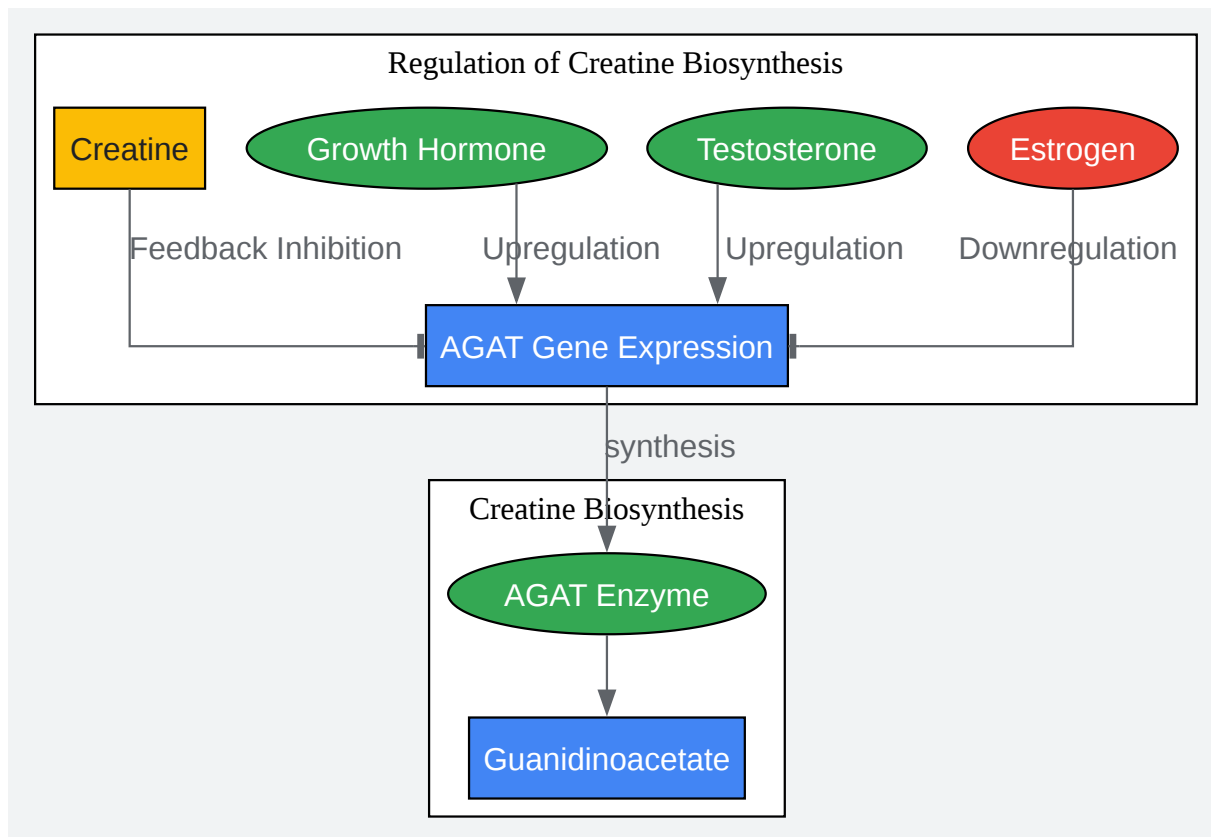 Regulation of Creatine Biosynthesis
Creatine
Growth Hormone
Testosterone
Estrogen
Feedback Inhibition
Upregulation
Upregulation
Downregulation
AGAT Gene Expression
synthesis
Creatine Biosynthesis
AGAT Enzyme
Guanidinoacetate